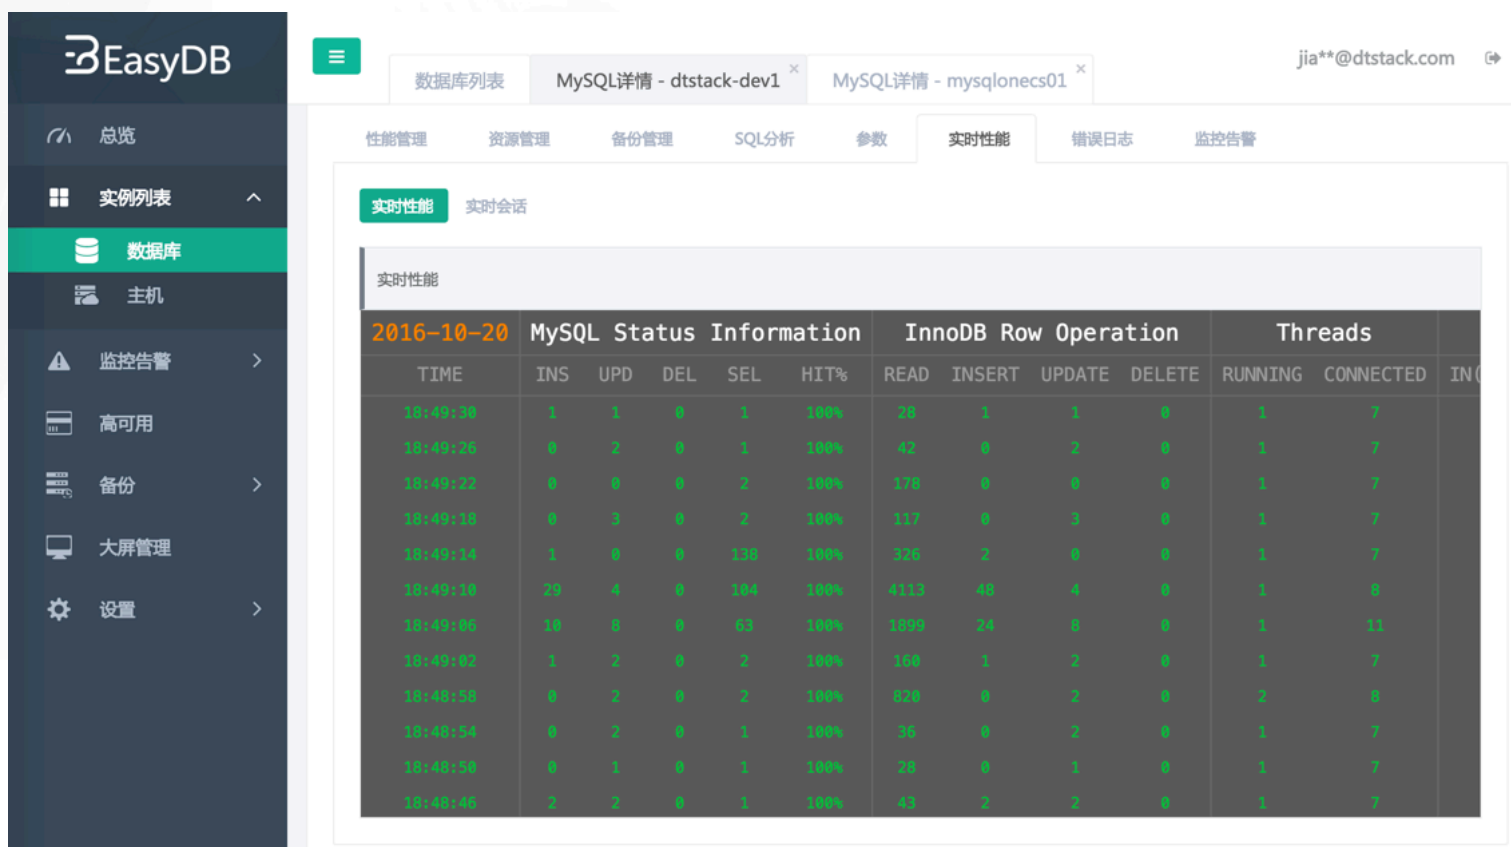 EasyDB
jia**@dtstack.com
数据库列表 MySQL详情 - dtstack-dev1 × MySQL详情 - mysqlonecs01 ×
总览
实例列表
数据库
主机
监控告警
高可用
备份
大屏管理
设置
性能管理 资源管理 备份管理 SQL分析 参数 实时性能 错误日志 监控告警
实时性能 实时会话
实时性能
2016-10-20 MySQL Status Information InnoDB Row Operation Threads
TIME INS UPD DEL SEL HIT% READ INSERT UPDATE DELETE RUNNING CONNECTED IN(
18:49:30 1 1 0 1 100% 28 1 1 0 1 7
18:49:26 0 2 0 1 100% 42 0 2 0 1 7
18:49:22 0 0 0 2 100% 178 0 0 0 1 7
18:49:18 0 3 0 2 100% 117 0 3 0 1 7
18:49:14 1 0 0 138 100% 326 2 0 0 1 7
18:49:10 29 4 0 104 100% 4113 48 4 0 1 8
18:49:06 10 8 0 63 100% 1899 24 8 0 1 11
18:49:02 1 2 0 2 100% 160 1 2 0 1 7
18:48:58 0 2 0 2 100% 820 0 2 0 2 8
18:48:54 0 2 0 1 100% 36 0 2 0 1 7
18:48:50 0 1 0 1 100% 28 0 1 0 1 7
18:48:46 2 2 0 1 100% 43 2 2 0 1 7